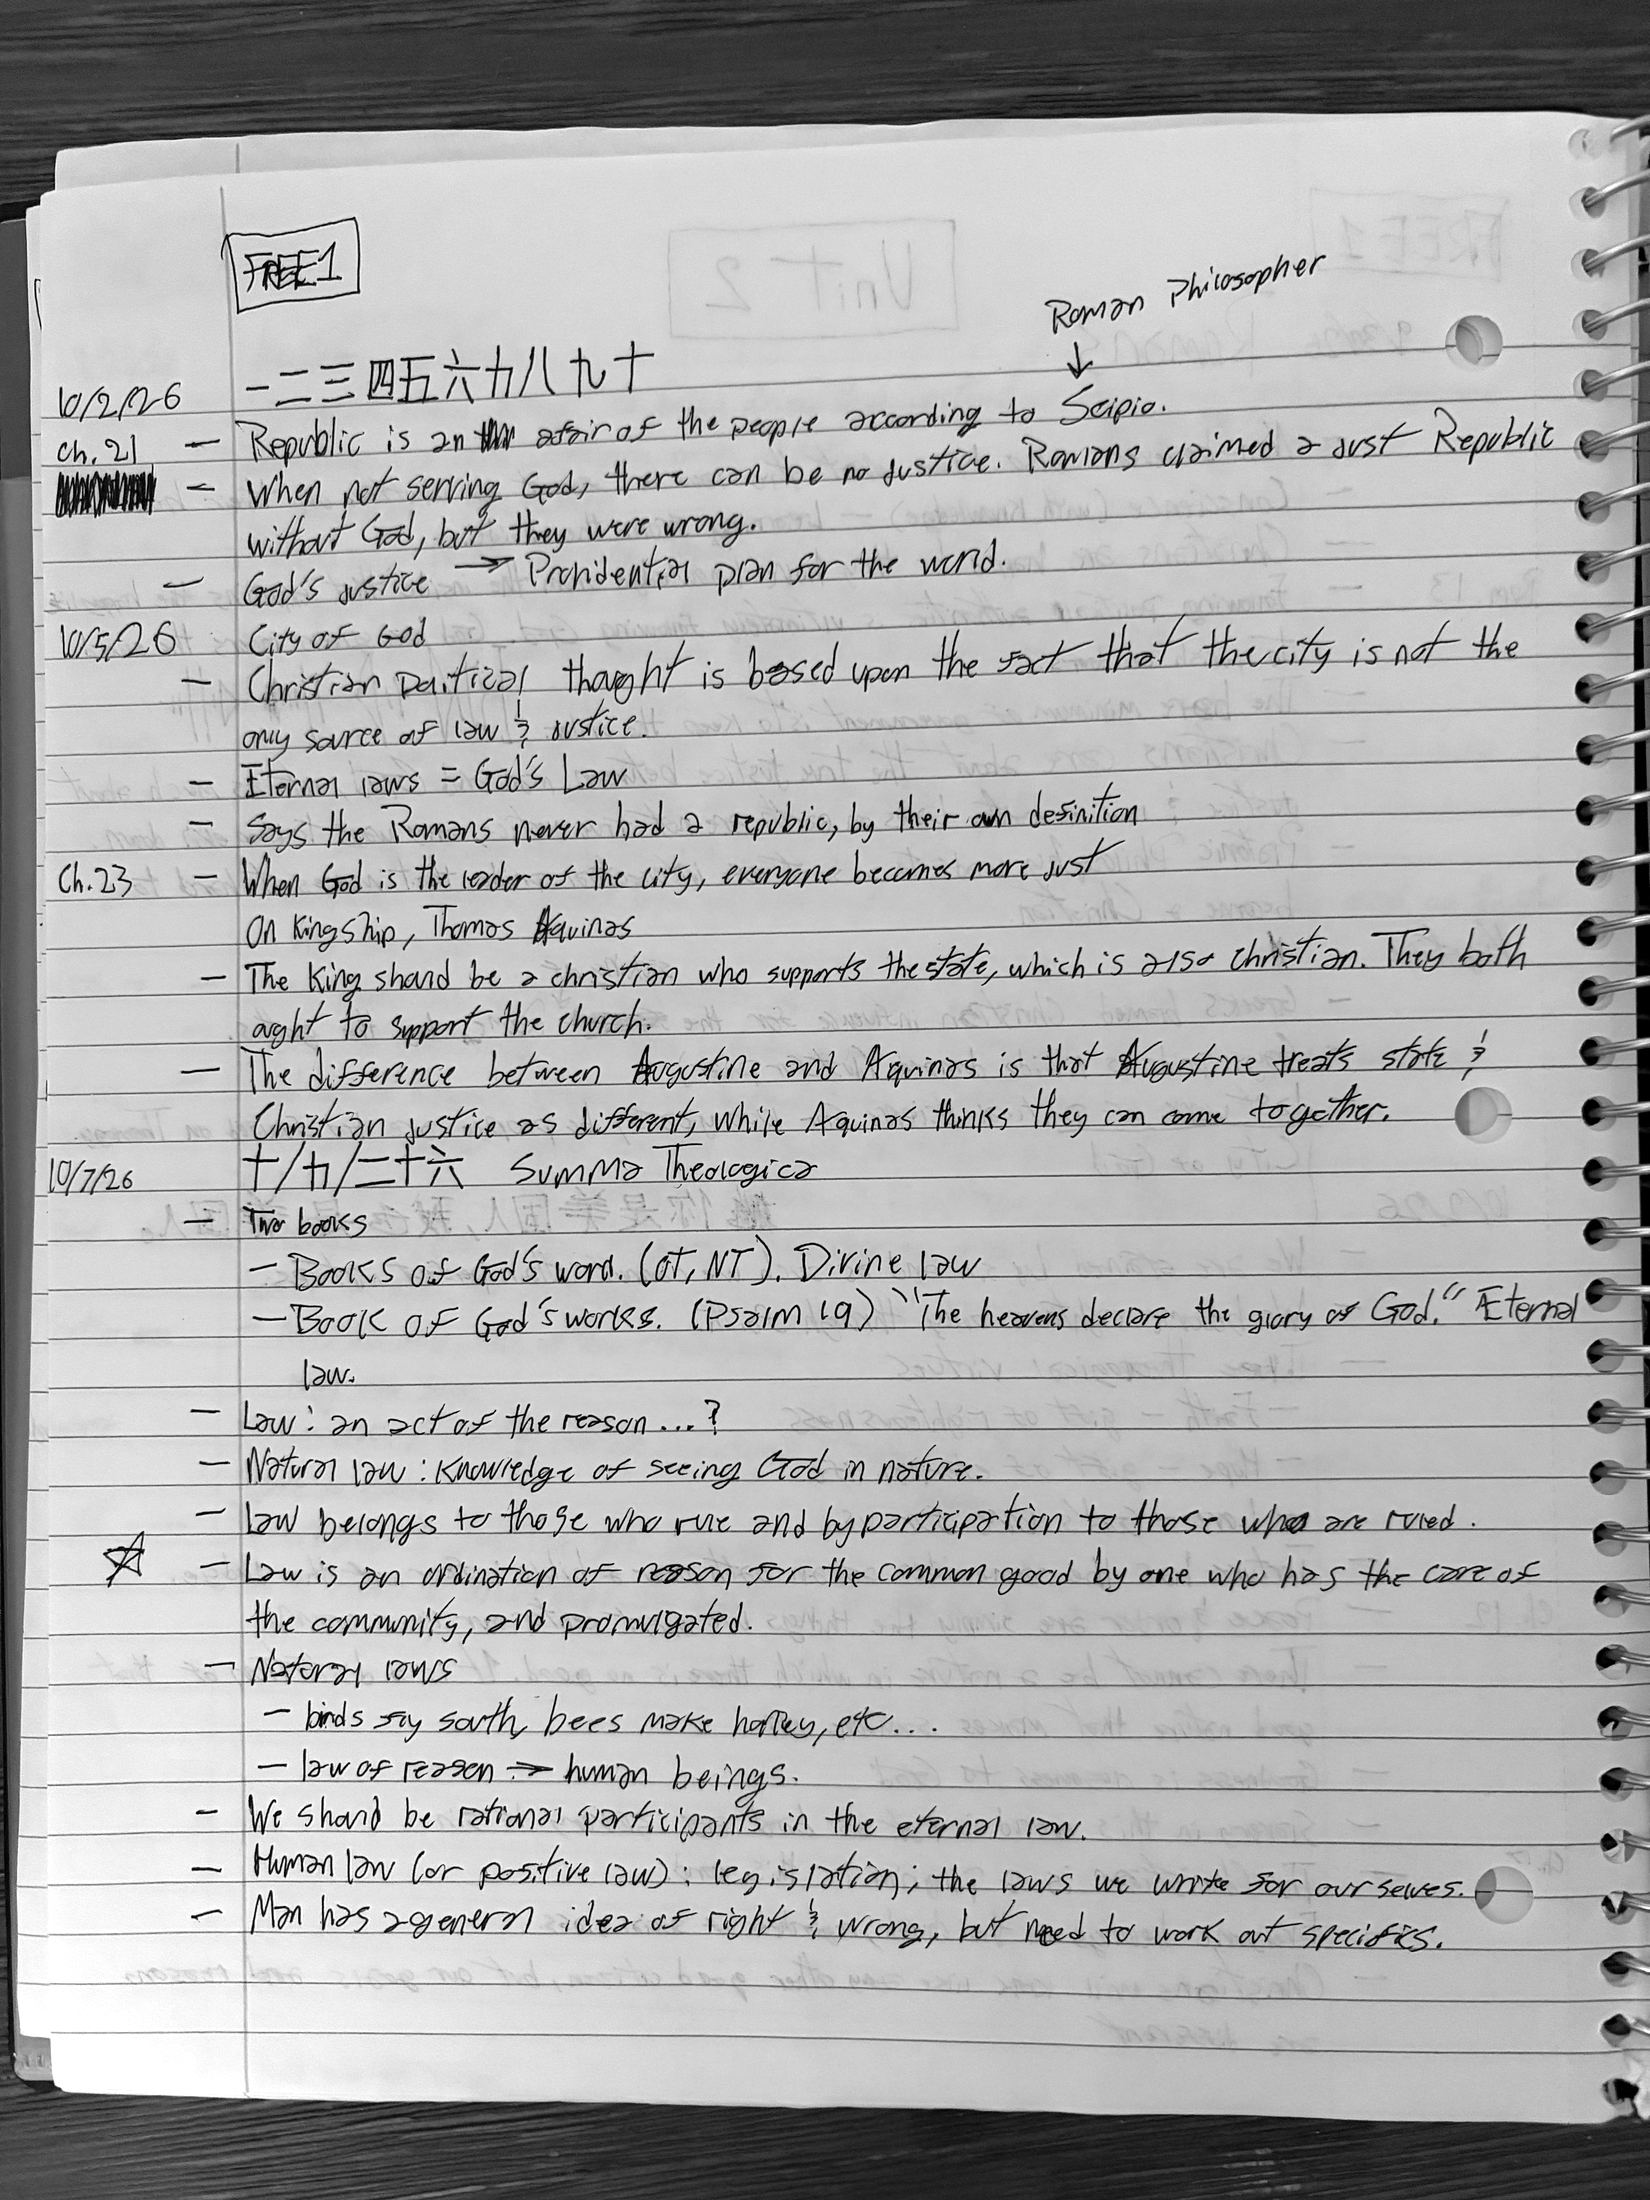 FREE1
Roman Philosopher
↓
一二三四五六九八九十
10/2/26
Ch. 21 — Republic is an afair of the people according to Scipio.
— When not serving God, there can be no justice. Romans claimed a just Republic
without God, but they were wrong.
— God's justice → Providential plan for the world.
10/5/26 City of God
— Christian political thought is based upon the fact that the city is not the
only source of law & justice.
— Eternal laws = God's Law
— Says the Romans never had a republic, by their own definition
Ch. 23 — When God is the leader of the city, everyone becomes more just
On Kingship, Thomas Aquinas
— The King should be a christian who supports the state, which is also christian. They both
ought to support the church.
— The difference between Augustine and Aquinas is that Augustine treats state &
Christian justice as different, while Aquinas thinks they can come together.
10/7/26 十/九/二十六 Summa Theologica
— Two books
— Books of God's word. (OT, NT). Divine law
— Book of God's works. (Psalm 19) "The heavens declare the glory of God." Eternal
law.
— Law: an act of the reason...?
— Natural law: Knowledge of seeing God in nature.
— Law belongs to those who rule and by participation to those who are ruled.
☆ — Law is an ordination of reason for the common good by one who has the care of
the community, and promulgated.
— Natural laws
— birds fly south, bees make honey, etc....
— law of reason → human beings.
— We should be rational participants in the eternal law.
— Human law (or positive law): legislation; the laws we write for ourselves.
— Man has a general idea of right & wrong, but need to work out specifics.